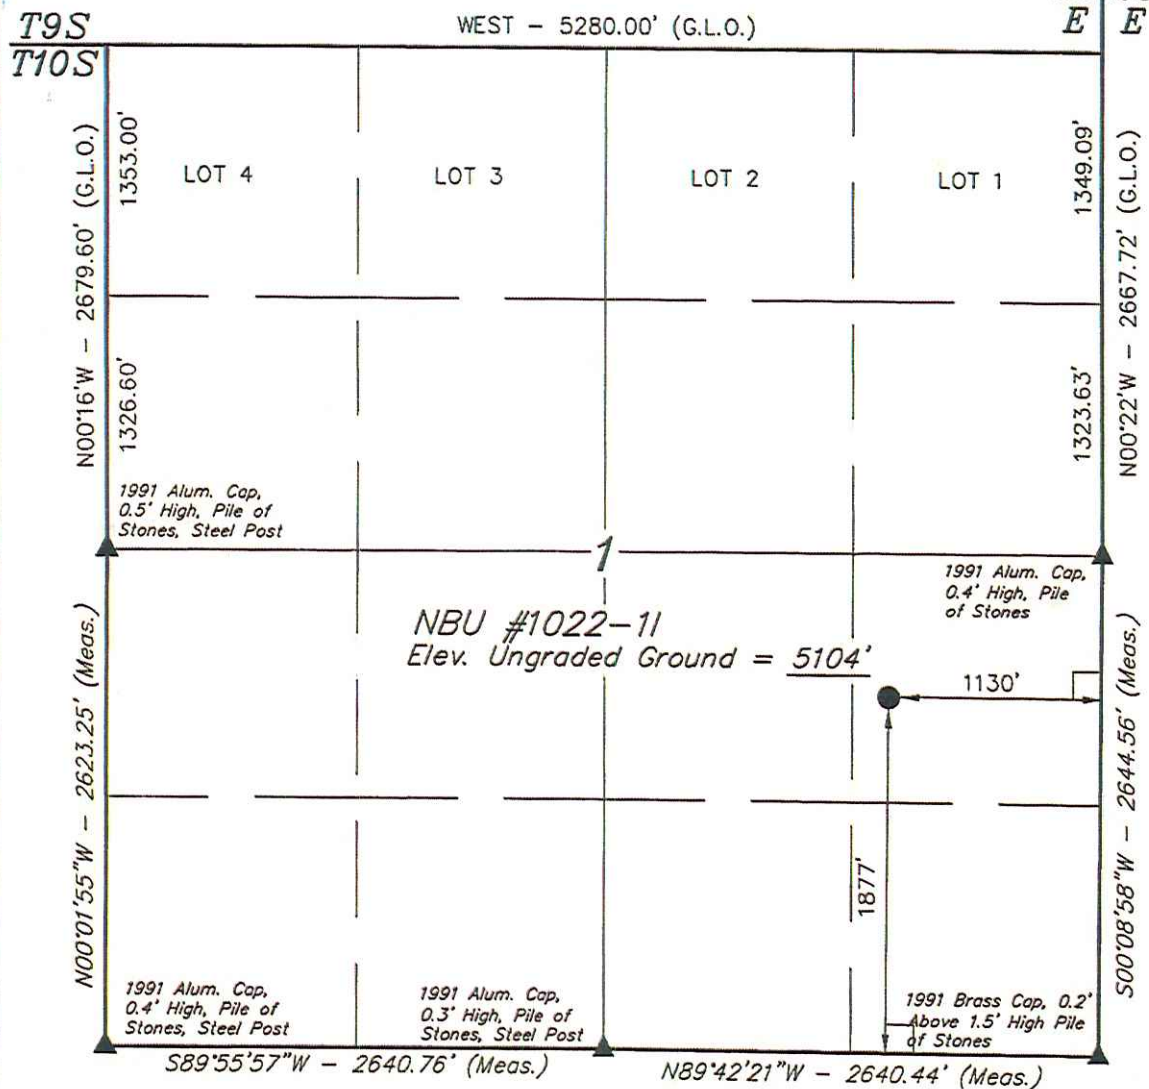 T9S
WEST – 5280.00' (G.L.O.)
E
E
T10S
N00°16'W – 2679.60' (G.L.O.)
1353.00'
LOT 4
LOT 3
LOT 2
LOT 1
1349.09'
N00°22'W – 2667.72' (G.L.O.)
1326.60'
1323.63'
1991 Alum. Cap,
0.5' High, Pile of
Stones, Steel Post
1
1991 Alum. Cap,
0.4' High, Pile
of Stones
NBU #1022-1I
Elev. Ungraded Ground = 5104'
1130'
N00°01'55"W – 2623.25' (Meas.)
S00°08'58"W – 2644.56' (Meas.)
1877'
1991 Alum. Cap,
0.4' High, Pile of
Stones, Steel Post
1991 Alum. Cap,
0.3' High, Pile of
Stones, Steel Post
1991 Brass Cap, 0.2'
Above 1.5' High Pile
of Stones
S89°55'57"W – 2640.76' (Meas.)
N89°42'21"W – 2640.44' (Meas.)